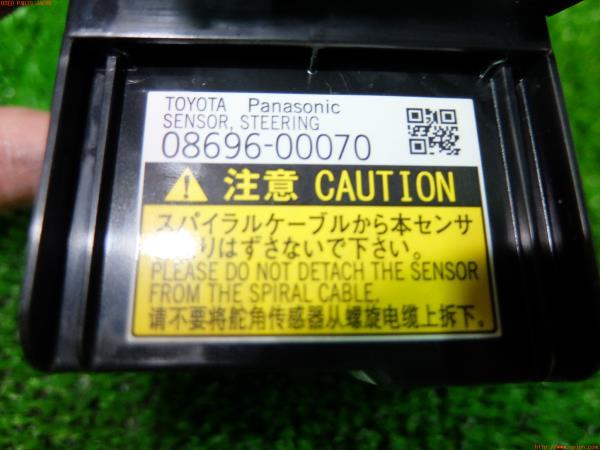 USED PARTS JAPAN
TOYOTA Panasonic
SENSOR, STEERING
08696-00070
注意 CAUTION
スパイラルケーブルから本センサ
りはずさないで下さい。
PLEASE DO NOT DETACH THE SENSOR
FROM THE SPIRAL CABLE.
请不要将舵角传感器从螺旋电缆上拆下。